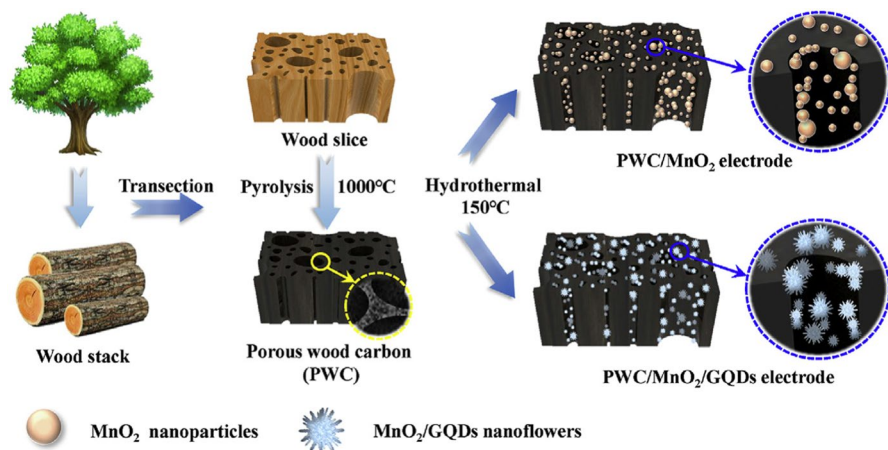 Wood slice
Transection
Pyrolysis 1000℃
Hydrothermal
150℃
PWC/MnO₂ electrode
Wood stack
Porous wood carbon
(PWC)
PWC/MnO₂/GQDs electrode
MnO₂ nanoparticles
MnO₂/GQDs nanoflowers